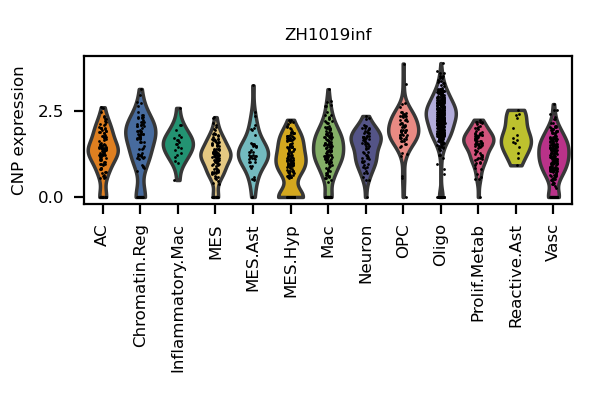 ZH1019inf
CNP expression
2.5
0.0
AC
Chromatin.Reg
Inflammatory.Mac
MES
MES.Ast
MES.Hyp
Mac
Neuron
OPC
Oligo
Prolif.Metab
Reactive.Ast
Vasc